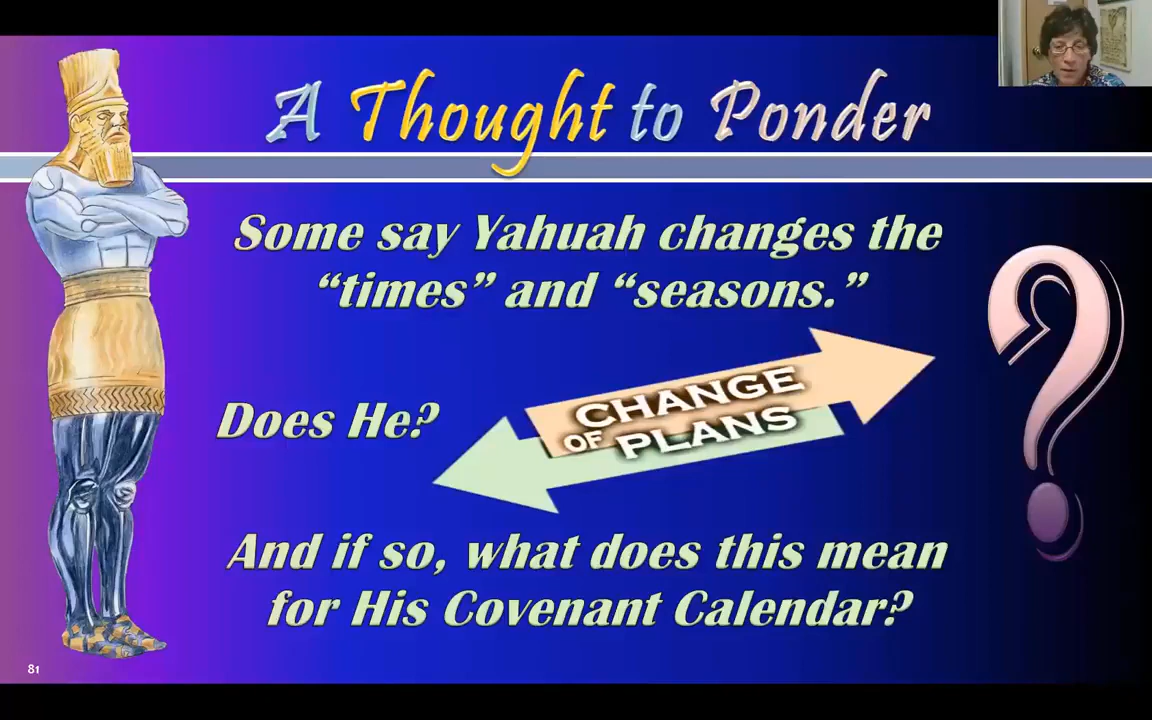 A Thought to Ponder
Some say Yahuah changes the
“times” and “seasons.”
Does He?
CHANGE
OF PLANS
And if so, what does this mean
for His Covenant Calendar?
81